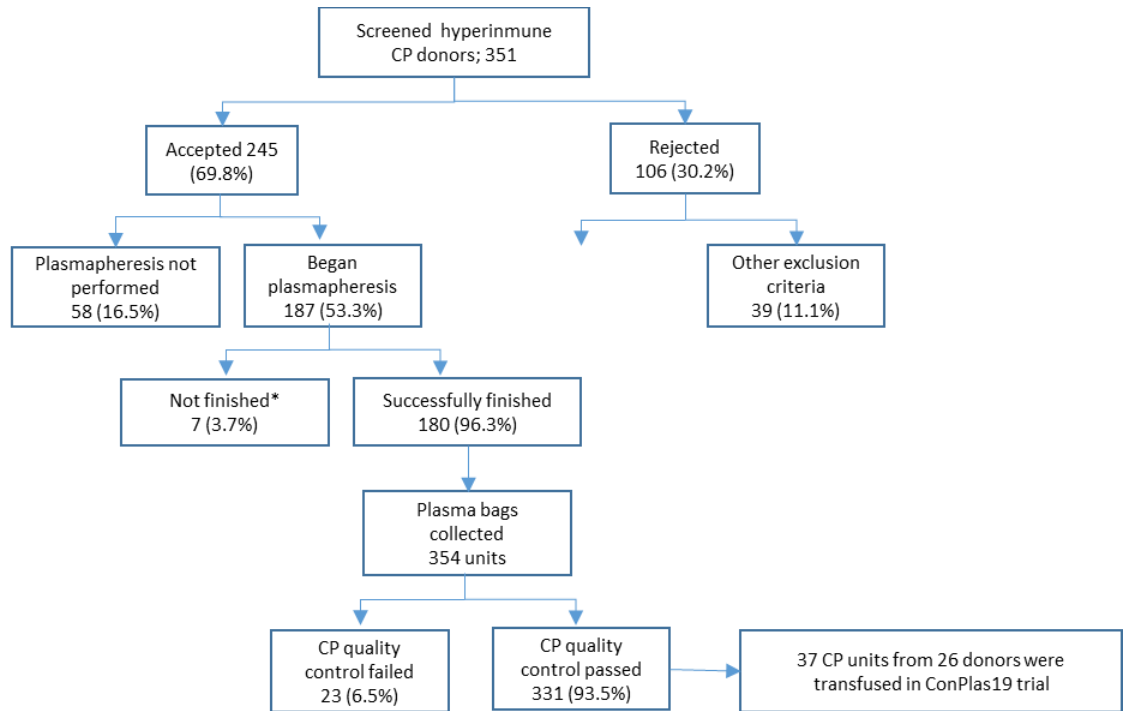 Screened hyperinmune
CP donors; 351
Accepted 245
(69.8%)
Rejected
106 (30.2%)
Plasmapheresis not
performed
58 (16.5%)
Began
plasmapheresis
187 (53.3%)
Other exclusion
criteria
39 (11.1%)
Not finished*
7 (3.7%)
Successfully finished
180 (96.3%)
Plasma bags
collected
354 units
CP quality
control failed
23 (6.5%)
CP quality
control passed
331 (93.5%)
37 CP units from 26 donors were
transfused in ConPlas19 trial